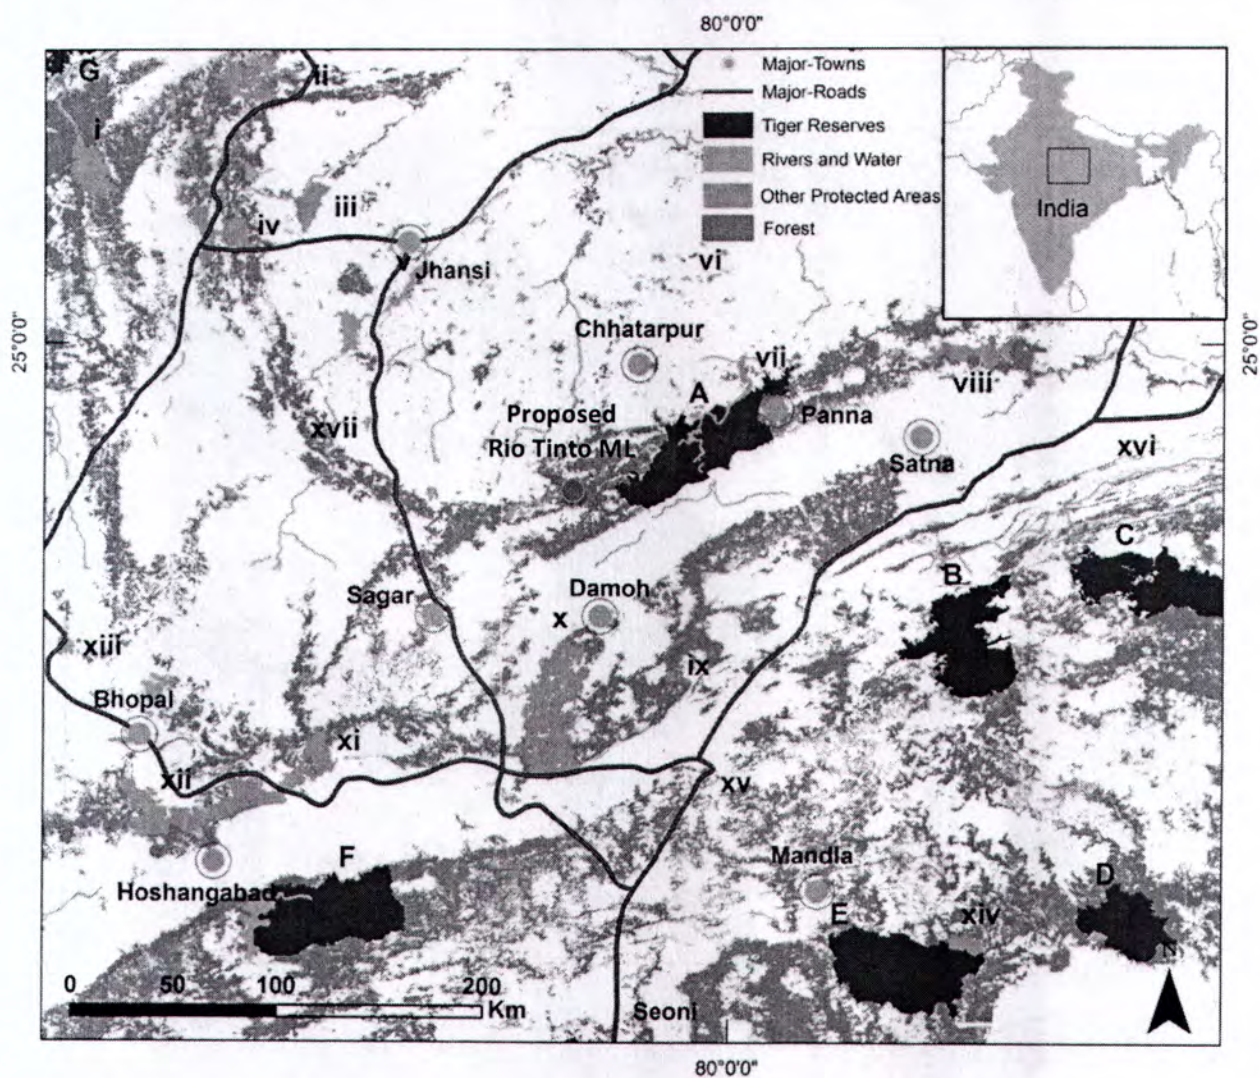 80°0'0"
G
ii
Major-Towns
Major-Roads
Tiger Reserves
Rivers and Water
Other Protected Areas
Forest
India
i
iii
iv
v
Jhansi
vi
25°0'0"
25°0'0"
Chhatarpur
vii
viii
A
Panna
Proposed
Rio Tinto ML
xvii
Satna
xvi
C
B
Sagar
Damoh
x
xiii
ix
Bhopal
xi
xii
xv
F
Mandla
D
Hoshangabad
E
xiv
N
0 50 100 200
Km
Seoni
80°0'0"